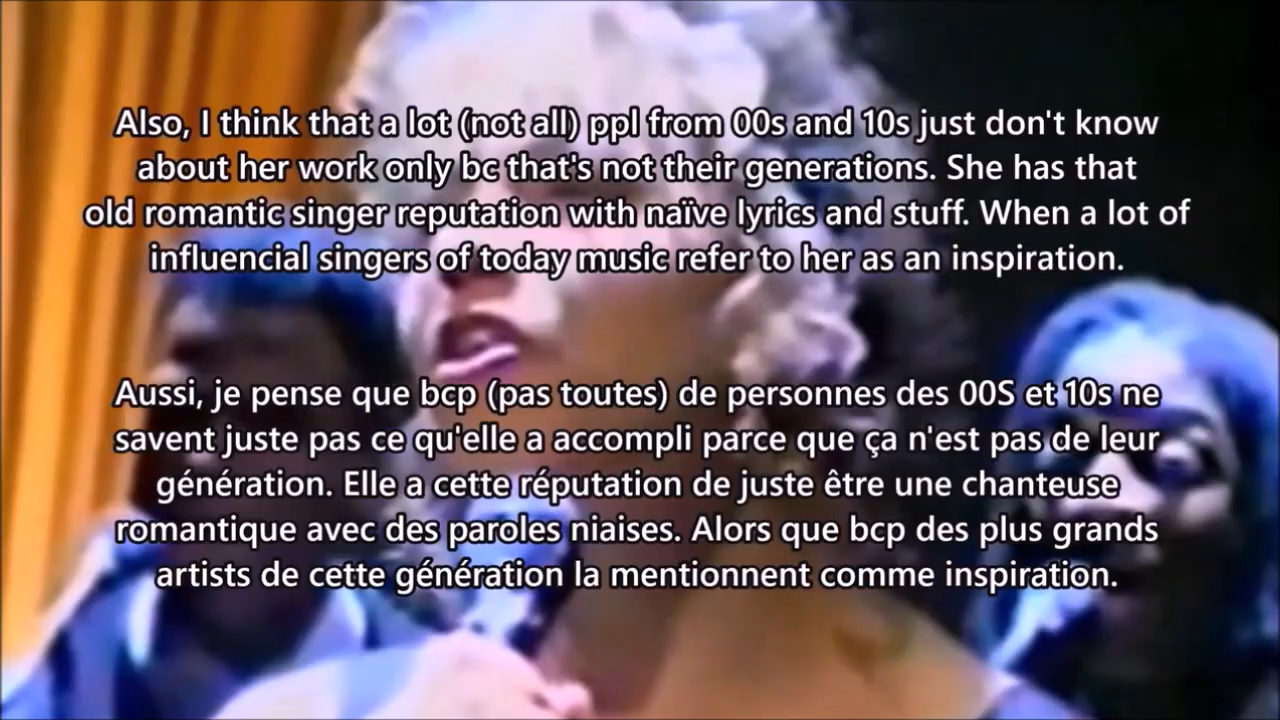 Also, I think that a lot (not all) ppl from 00s and 10s just don't know
about her work only bc that's not their generations. She has that
old romantic singer reputation with naïve lyrics and stuff. When a lot of
influencial singers of today music refer to her as an inspiration.
Aussi, je pense que bcp (pas toutes) de personnes des 00S et 10s ne
savent juste pas ce qu'elle a accompli parce que ça n'est pas de leur
génération. Elle a cette réputation de juste être une chanteuse
romantique avec des paroles niaises. Alors que bcp des plus grands
artists de cette génération la mentionnent comme inspiration.